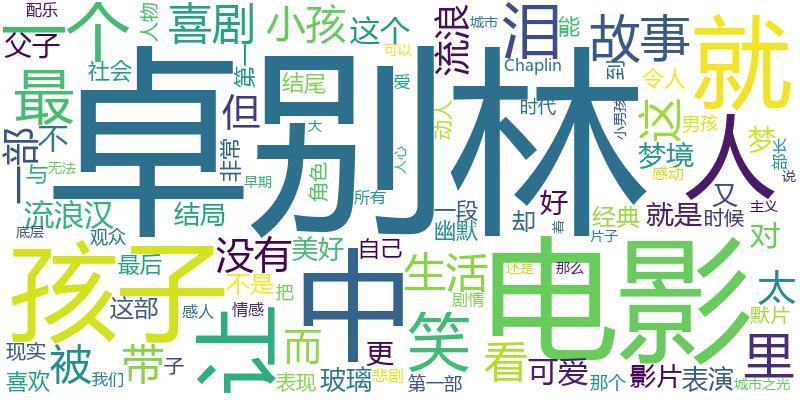 配乐
一个
人物
喜剧
小孩
这个
流浪
城市
泪
能
故事
就
父子
社会
第一
结尾
可以
爱
Chaplin
到
令人
最
卓别林
但
一部
不
非常
角色
大
人心
动人
时代
小男孩
这
男孩
人
梦
梦境
感动
部长
说
与
无法
早期
所有
流浪汉
结局
一段
幽默
却
好
着
经典
就是
又
时候
主义
底层
观众
片子
对
孩子
没有
美好
自己
中
生活
电影
最后
不是
把
还是
那么
太
这部
感人
情感
让
而
剧情
笑
默片
现实
被
带
子
更
看
可爱
里
喜欢
我们
表现
玻璃
悲剧
第一部
那个
影片
表演
城市之光